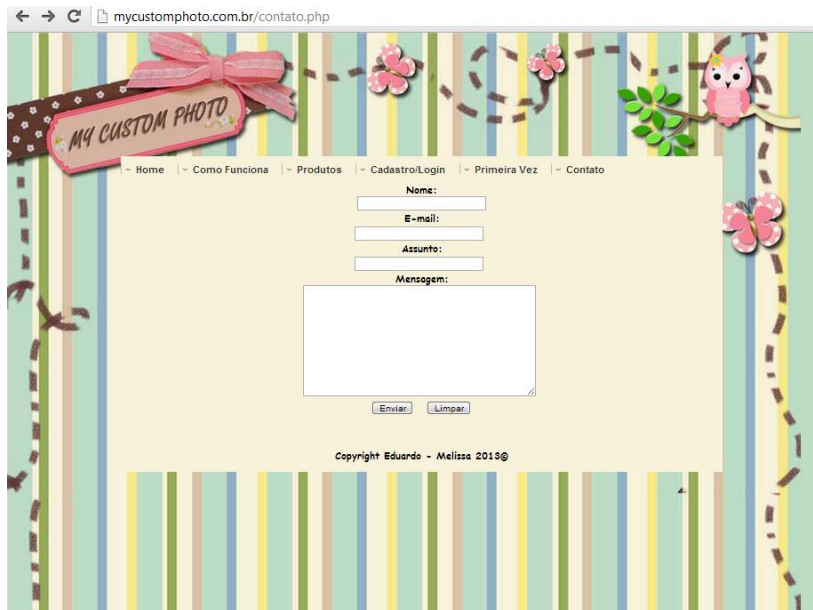 mycustomphoto.com.br/contato.php
MY CUSTOM PHOTO
Home Como Funciona Produtos Cadastro/Login Primeira Vez Contato
Nome:
E-mail:
Assunto:
Mensagem:
Enviar Limpar
Copyright Eduardo - Melissa 2013©